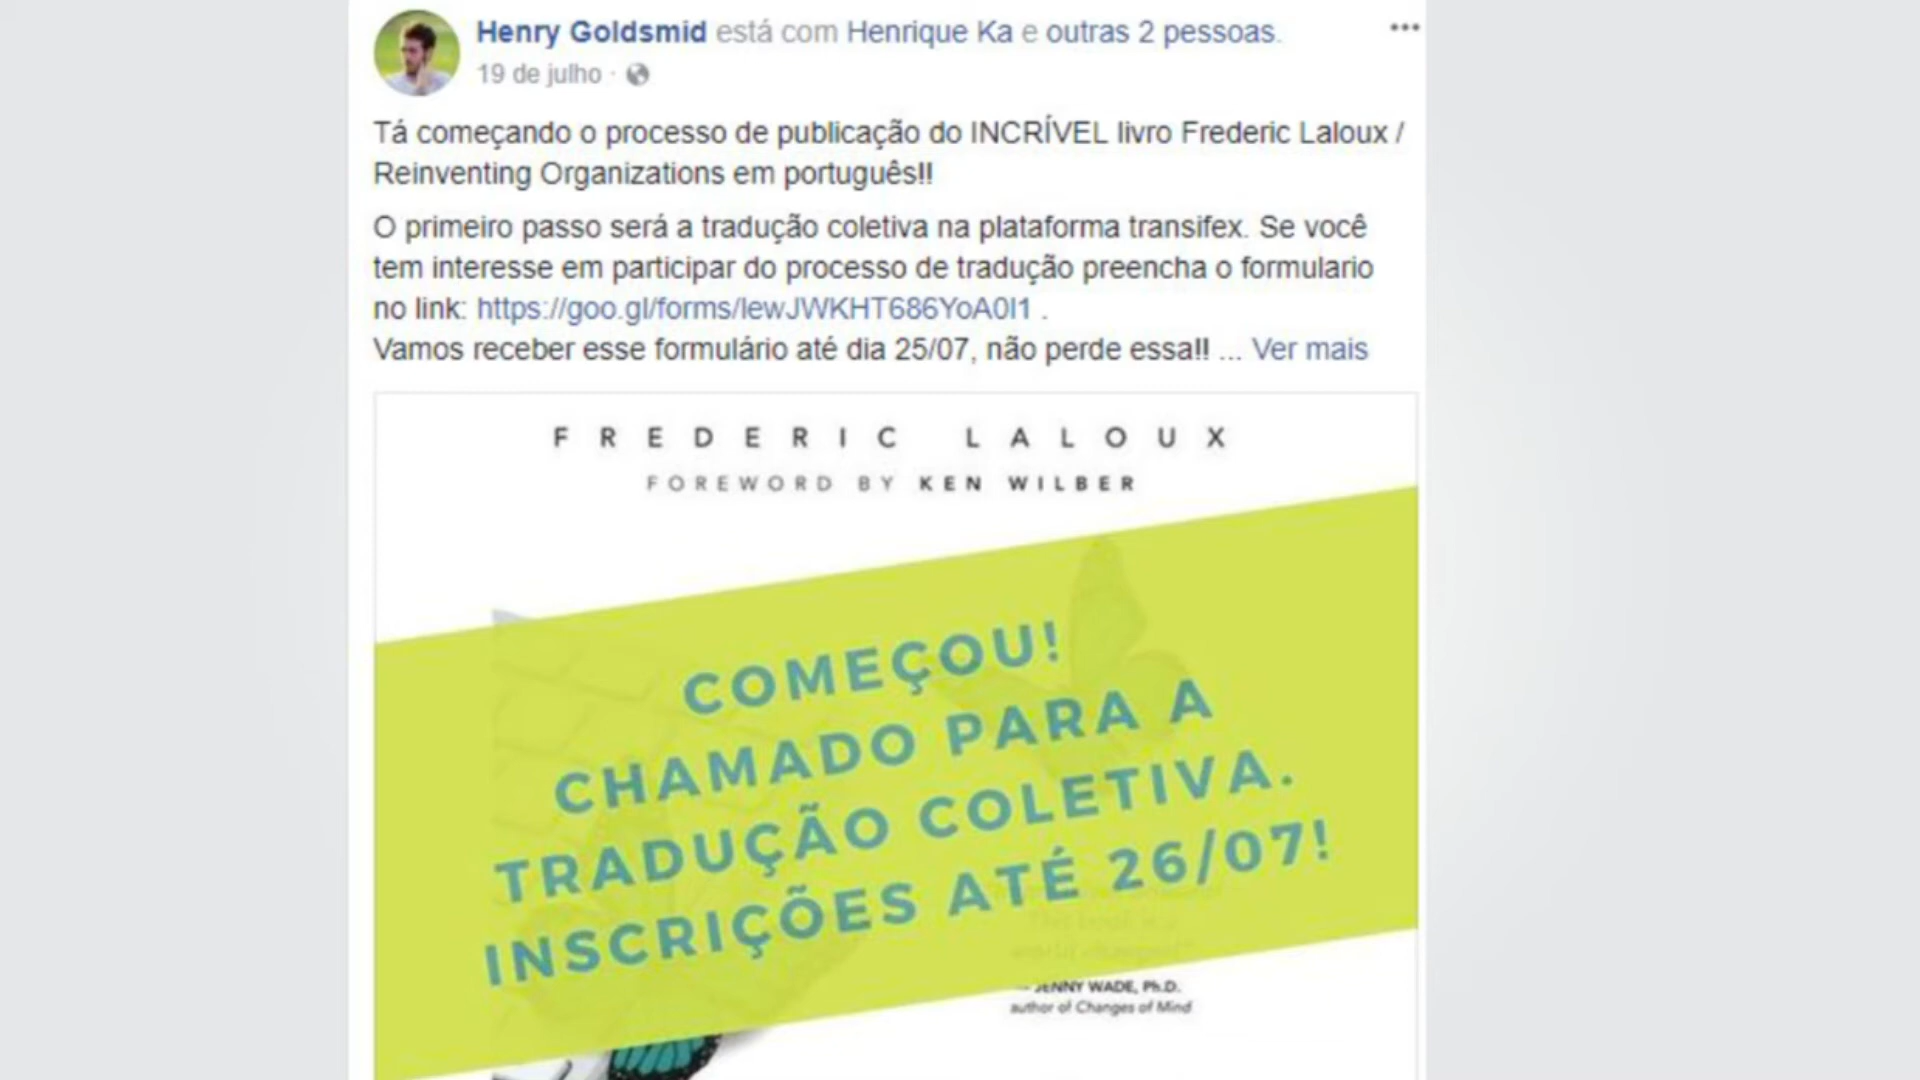 Henry Goldsmid está com Henrique Ka e outras 2 pessoas.
19 de julho
Tá começando o processo de publicação do INCRÍVEL livro Frederic Laloux /
Reinventing Organizations em português!!
O primeiro passo será a tradução coletiva na plataforma transifex. Se você
tem interesse em participar do processo de tradução preencha o formulario
no link: https://goo.gl/forms/lewJWKHT686YoA0l1 .
Vamos receber esse formulário até dia 25/07, não perde essa!! ... Ver mais
FREDERIC LALOUX
FOREWORD BY KEN WILBER
COMEÇOU!
CHAMADO PARA A
TRADUÇÃO COLETIVA.
INSCRIÇÕES ATÉ 26/07!
— JENNY WADE, Ph.D.
author of Changes of Mind